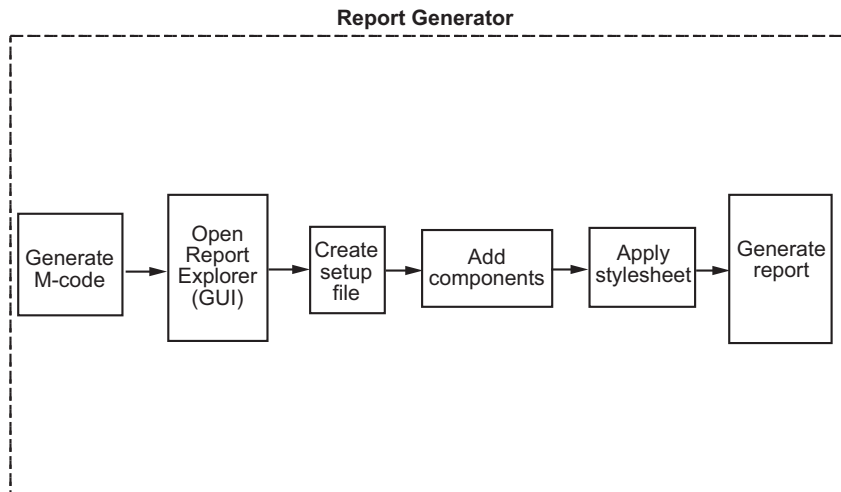 Report Generator
Generate
M-code
Open
Report
Explorer
(GUI)
Create
setup
file
Add
components
Apply
stylesheet
Generate
report